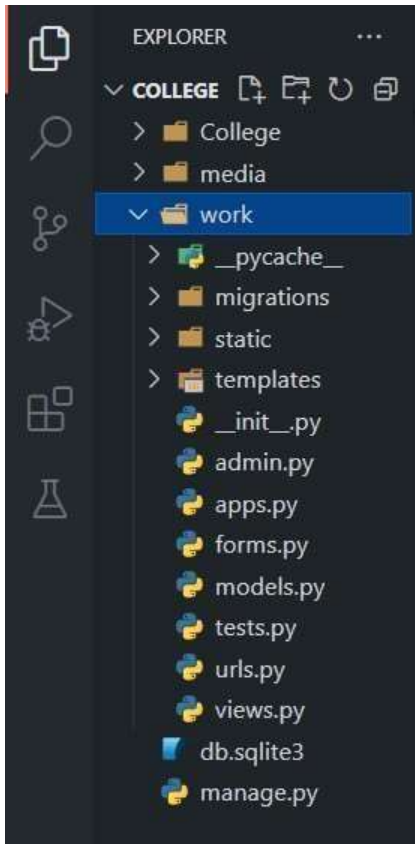 EXPLORER
COLLEGE
College
media
work
__pycache__
migrations
static
templates
__init__.py
admin.py
apps.py
forms.py
models.py
tests.py
urls.py
views.py
db.sqlite3
manage.py